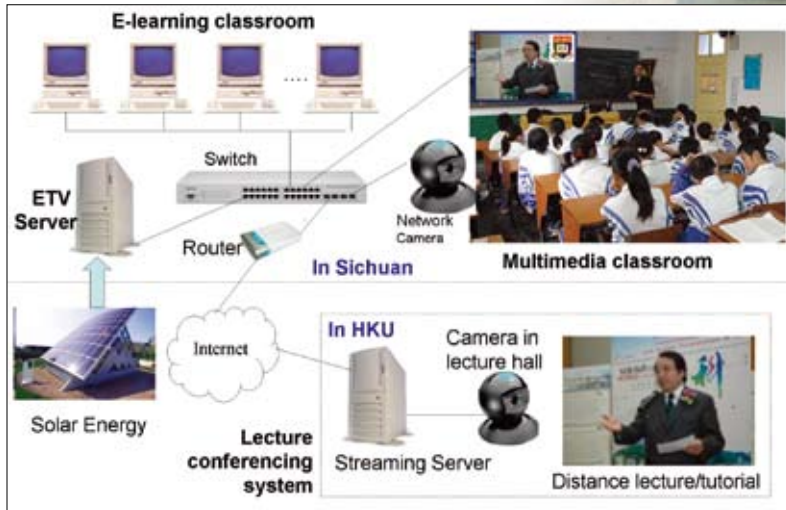 E-learning classroom
....
Switch
ETV
Server
Router
Network
Camera
In Sichuan
Multimedia classroom
Solar Energy
Internet
In HKU
Camera in
lecture hall
Lecture
conferencing
system
Streaming Server
Distance lecture/tutorial